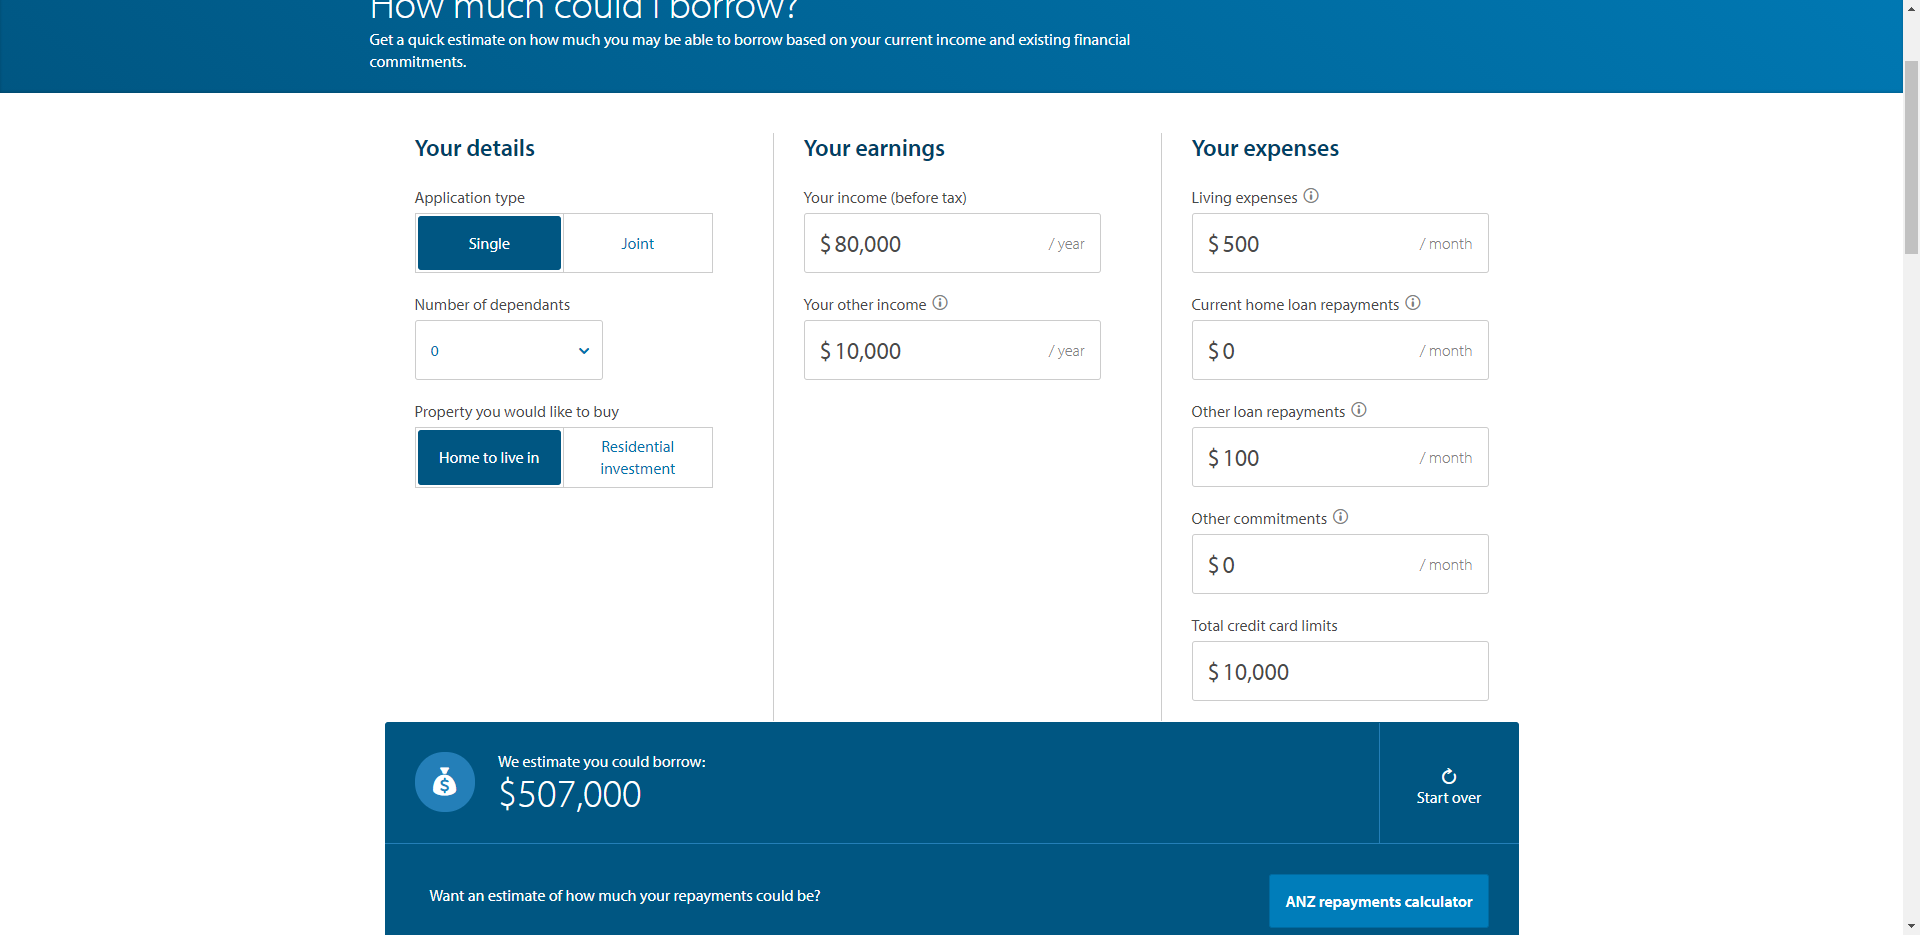 How much could I borrow?
Get a quick estimate on how much you may be able to borrow based on your current income and existing financial
commitments.
Your details
Application type
Single
Joint
Number of dependants
0
Property you would like to buy
Home to live in
Residential
investment
Your earnings
Your income (before tax)
$ 80,000 / year
Your other income
$ 10,000 / year
Your expenses
Living expenses
$ 500 / month
Current home loan repayments
$ 0 / month
Other loan repayments
$ 100 / month
Other commitments
$ 0 / month
Total credit card limits
$ 10,000
We estimate you could borrow:
$507,000
Start over
Want an estimate of how much your repayments could be?
ANZ repayments calculator